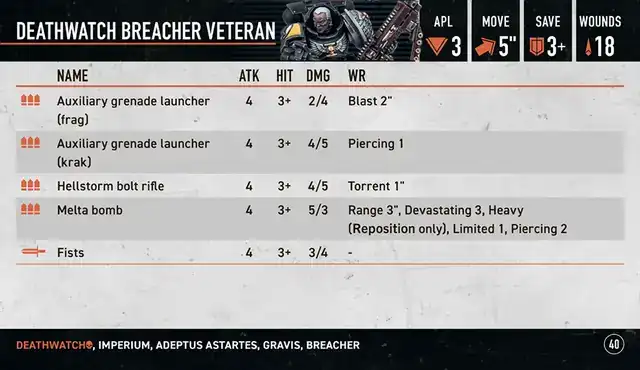 DEATHWATCH BREACHER VETERAN
APL
3
MOVE
5"
SAVE
3+
WOUNDS
18
NAME ATK HIT DMG WR
Auxiliary grenade launcher (frag) 4 3+ 2/4 Blast 2"
Auxiliary grenade launcher (krak) 4 3+ 4/5 Piercing 1
Hellstorm bolt rifle 4 3+ 4/5 Torrent 1"
Melta bomb 4 3+ 5/3 Range 3", Devastating 3, Heavy
(Reposition only), Limited 1, Piercing 2
Fists 4 3+ 3/4 -
DEATHWATCH, IMPERIUM, ADEPTUS ASTARTES, GRAVIS, BREACHER
40